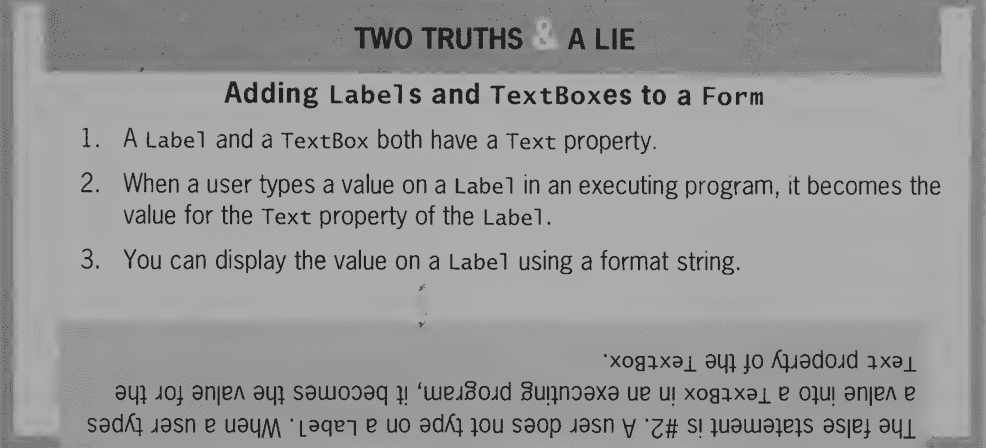 TWO TRUTHS & A LIE
Adding Labels and TextBoxes to a Form
1. A Label and a TextBox both have a Text property.
2. When a user types a value on a Label in an executing program, it becomes the
value for the Text property of the Label.
3. You can display the value on a Label using a format string.
The false statement is #2. A user does not type on a Label. When a user types
a value into a TextBox in an executing program, it becomes the value for the
Text property of the TextBox.